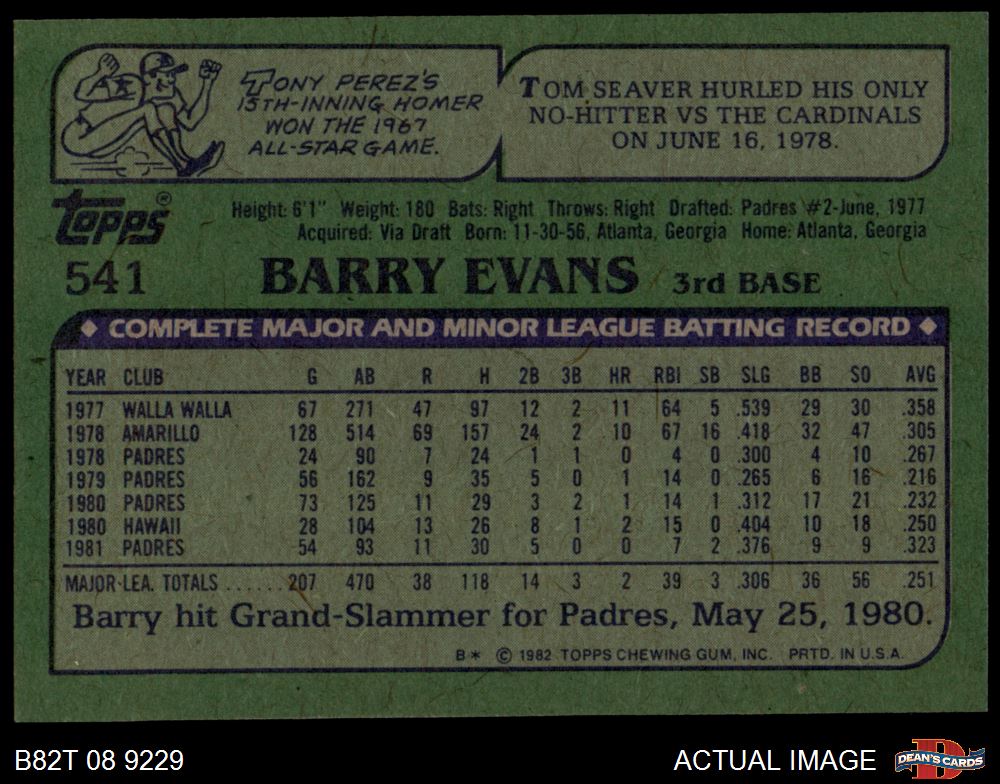 TONY PEREZ'S
13TH-INNING HOMER
WON THE 1967
ALL-STAR GAME.
TOM SEAVER HURLED HIS ONLY
NO-HITTER VS THE CARDINALS
ON JUNE 16, 1978.
topps®
Height: 6'1" Weight: 180 Bats: Right Throws: Right Drafted: Padres #2-June, 1977
Acquired: Via Draft Born: 11-30-56, Atlanta, Georgia Home: Atlanta, Georgia
541 BARRY EVANS 3rd BASE
◆ COMPLETE MAJOR AND MINOR LEAGUE BATTING RECORD ◆
YEAR CLUB G AB R H 2B 3B HR RBI SB SLG BB SO AVG
1977 WALLA WALLA 67 271 47 97 12 2 11 64 5 .539 29 30 .358
1978 AMARILLO 128 514 69 157 24 2 10 67 16 .418 32 47 .305
1978 PADRES 24 90 7 24 1 1 0 4 0 .300 4 10 .267
1979 PADRES 56 162 9 35 5 0 1 14 0 .265 6 16 .216
1980 PADRES 73 125 11 29 3 2 1 14 1 .312 17 21 .232
1980 HAWAII 28 104 13 26 8 1 2 15 0 .404 10 18 .250
1981 PADRES 54 93 11 30 5 0 0 7 2 .376 9 9 .323
MAJOR-LEA. TOTALS ...... 207 470 38 118 14 3 2 39 3 .306 36 56 .251
Barry hit Grand-Slammer for Padres, May 25, 1980.
B* © 1982 TOPPS CHEWING GUM, INC. PRTD. IN U.S.A.
B82T 08 9229
ACTUAL IMAGE
D
DEAN'S CARDS